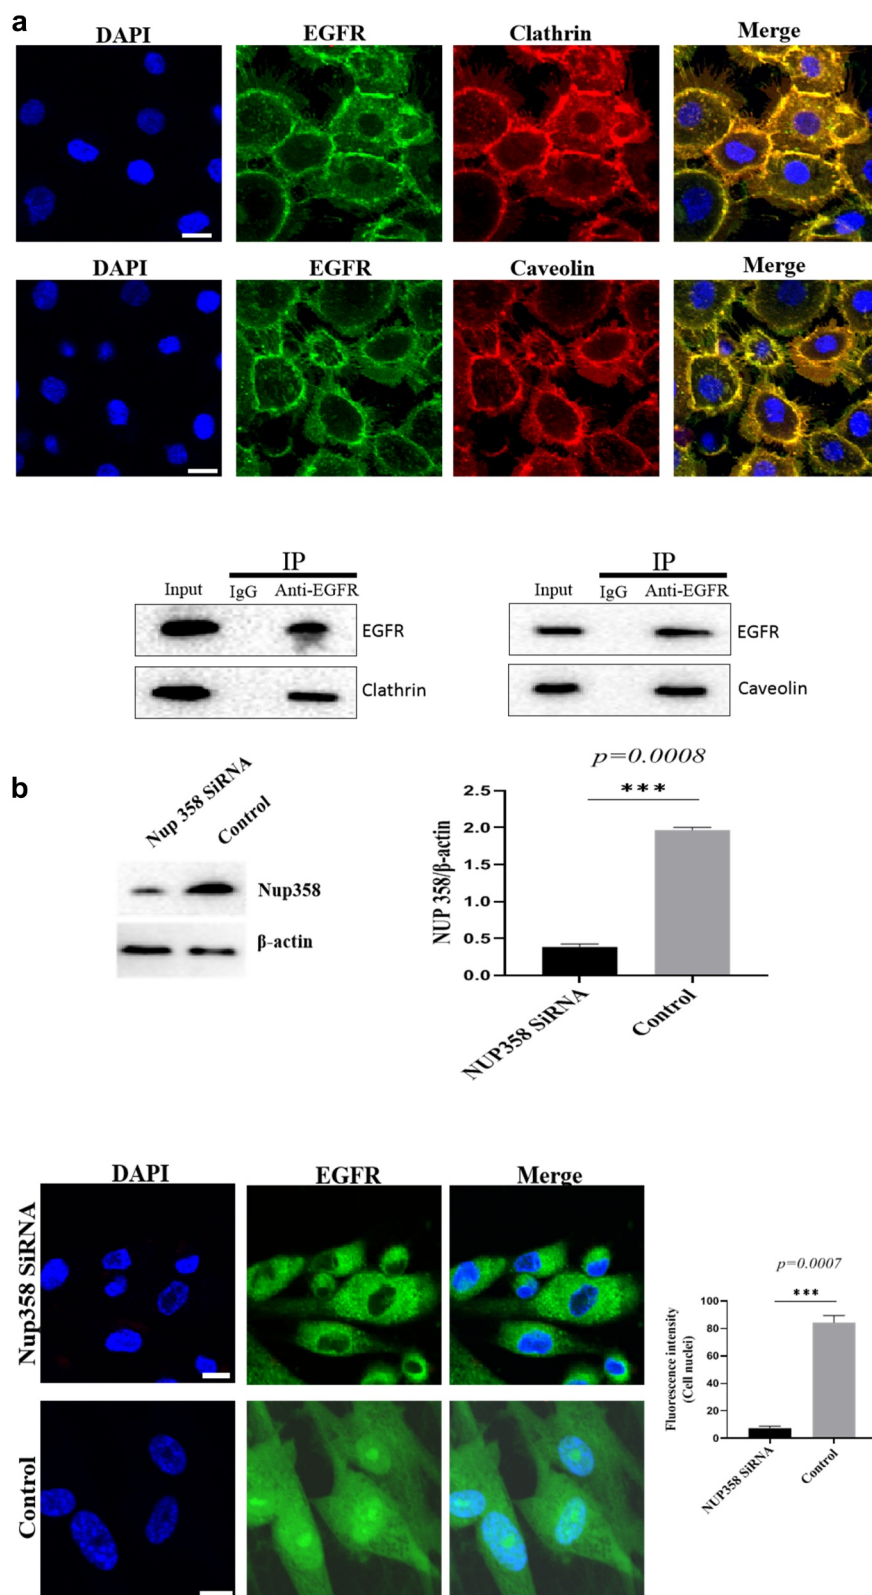 a
DAPI EGFR Clathrin Merge
DAPI EGFR Caveolin Merge
IP
Input IgG Anti-EGFR
EGFR
Clathrin
IP
Input IgG Anti-EGFR
EGFR
Caveolin
b
Nup 358 SiRNA
Control
Nup358
β-actin
p=0.0008
***
2.5
2.0
1.5
1.0
0.5
0.0
NUP 358/β-actin
NUP358 SiRNA
Control
DAPI EGFR Merge
Nup358 SiRNA
Control
p=0.0007
***
100
80
60
40
20
0
Fluorescence intensity
(Cell nuclei)
NUP358 SiRNA
Control